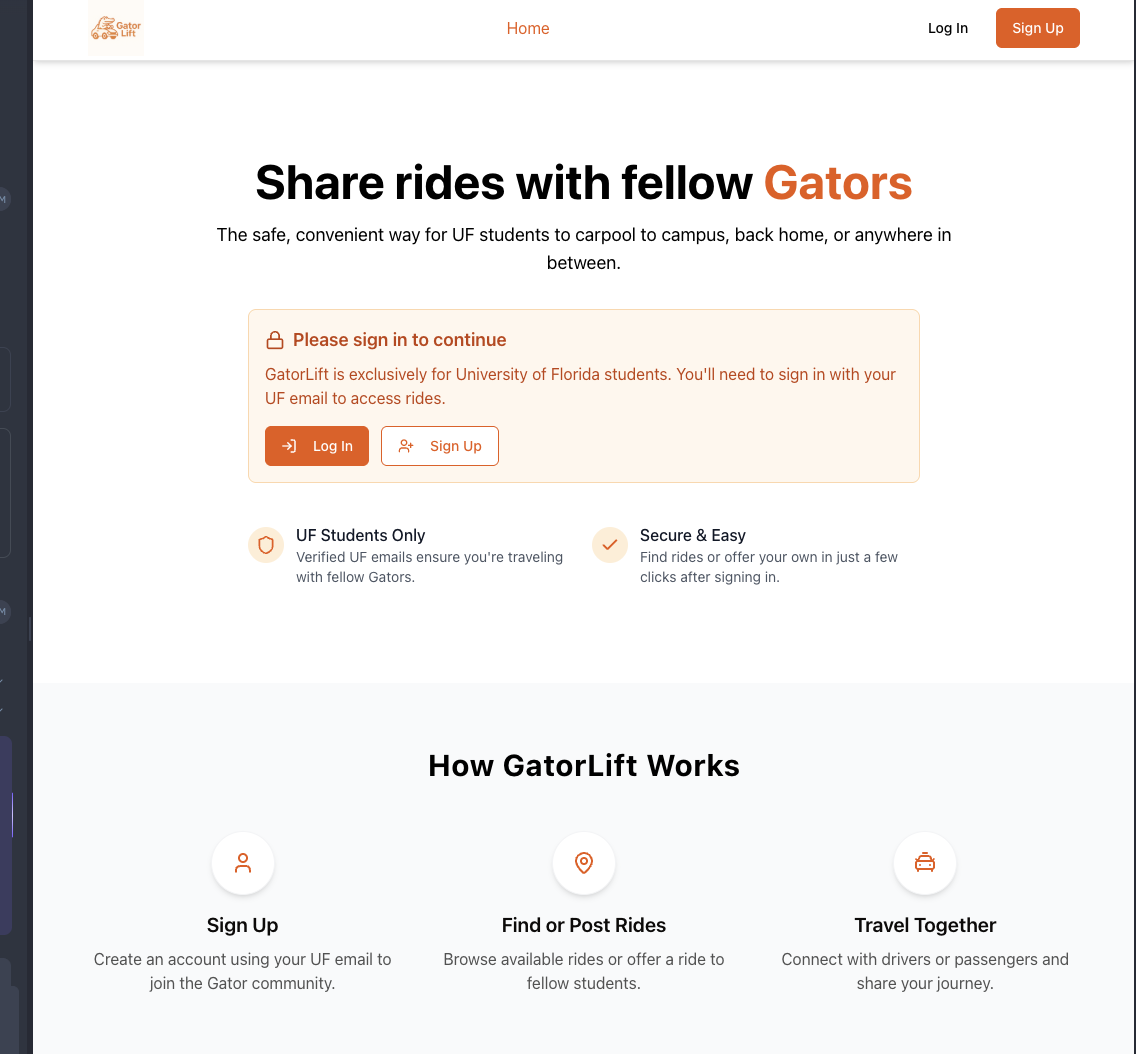 Gator
Lift
Home
Log In
Sign Up
Share rides with fellow Gators
The safe, convenient way for UF students to carpool to campus, back home, or anywhere in
between.
Please sign in to continue
GatorLift is exclusively for University of Florida students. You'll need to sign in with your
UF email to access rides.
Log In
Sign Up
UF Students Only
Verified UF emails ensure you're traveling
with fellow Gators.
Secure & Easy
Find rides or offer your own in just a few
clicks after signing in.
How GatorLift Works
Sign Up
Create an account using your UF email to
join the Gator community.
Find or Post Rides
Browse available rides or offer a ride to
fellow students.
Travel Together
Connect with drivers or passengers and
share your journey.
M
M